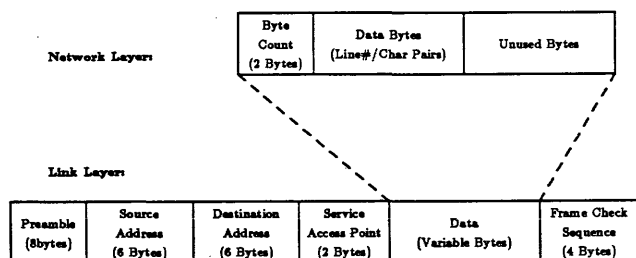 Byte
Count
(2 Bytes)
Data Bytes
(Line#/Char Pairs)
Unused Bytes
Network Layer:
Link Layer:
Preamble
(8bytes)
Source
Address
(6 Bytes)
Destination
Address
(6 Bytes)
Service
Access Point
(2 Bytes)
Data
(Variable Bytes)
Frame Check
Sequence
(4 Bytes)